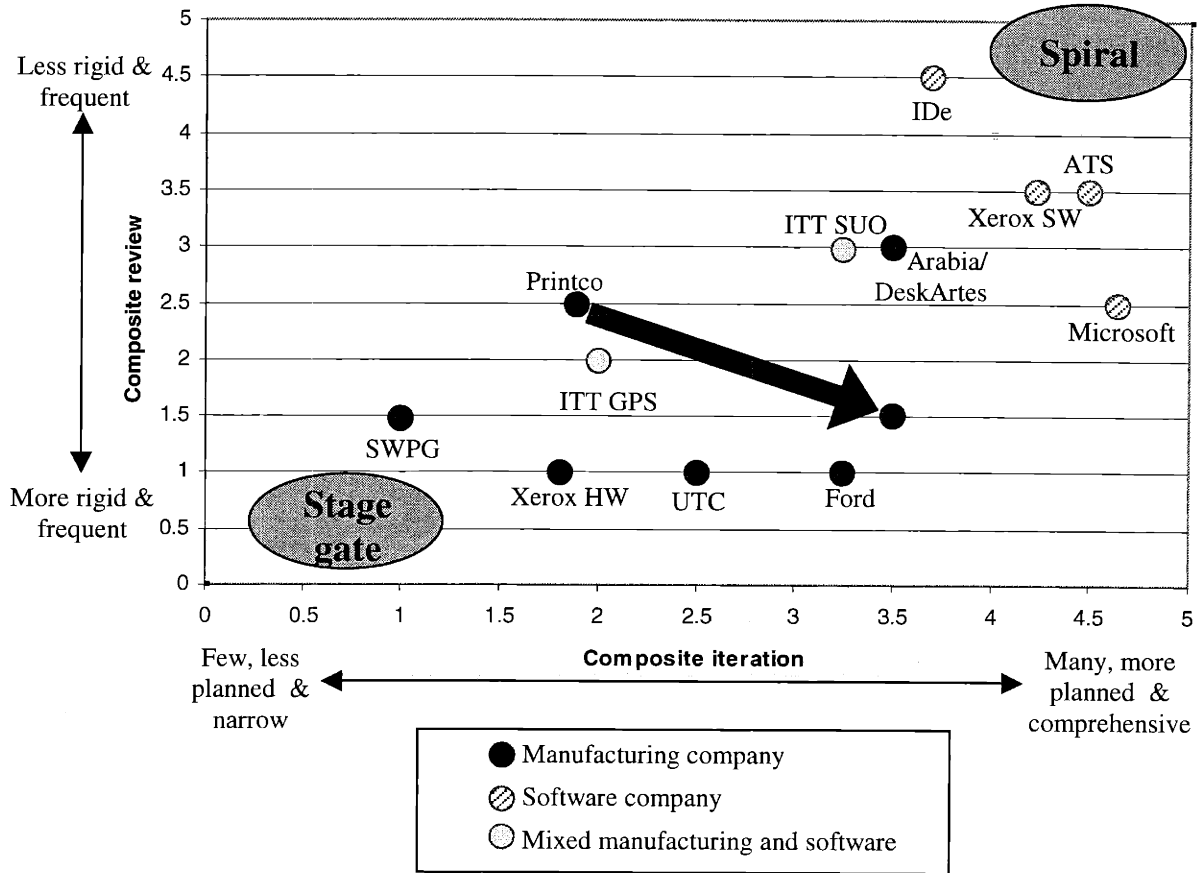 Less rigid &
frequent
More rigid &
frequent
Composite review
5
4.5
4
3.5
3
2.5
2
1.5
1
0.5
0
Spiral
IDe
ATS
Xerox SW
ITT SUO
Arabia/
DeskArtes
Printco
Microsoft
ITT GPS
SWPG
Xerox HW
UTC
Ford
Stage
gate
0 0.5 1 1.5 2 2.5 3 3.5 4 4.5 5
Few, less
planned &
narrow
Composite iteration
Many, more
planned &
comprehensive
Manufacturing company
Software company
Mixed manufacturing and software